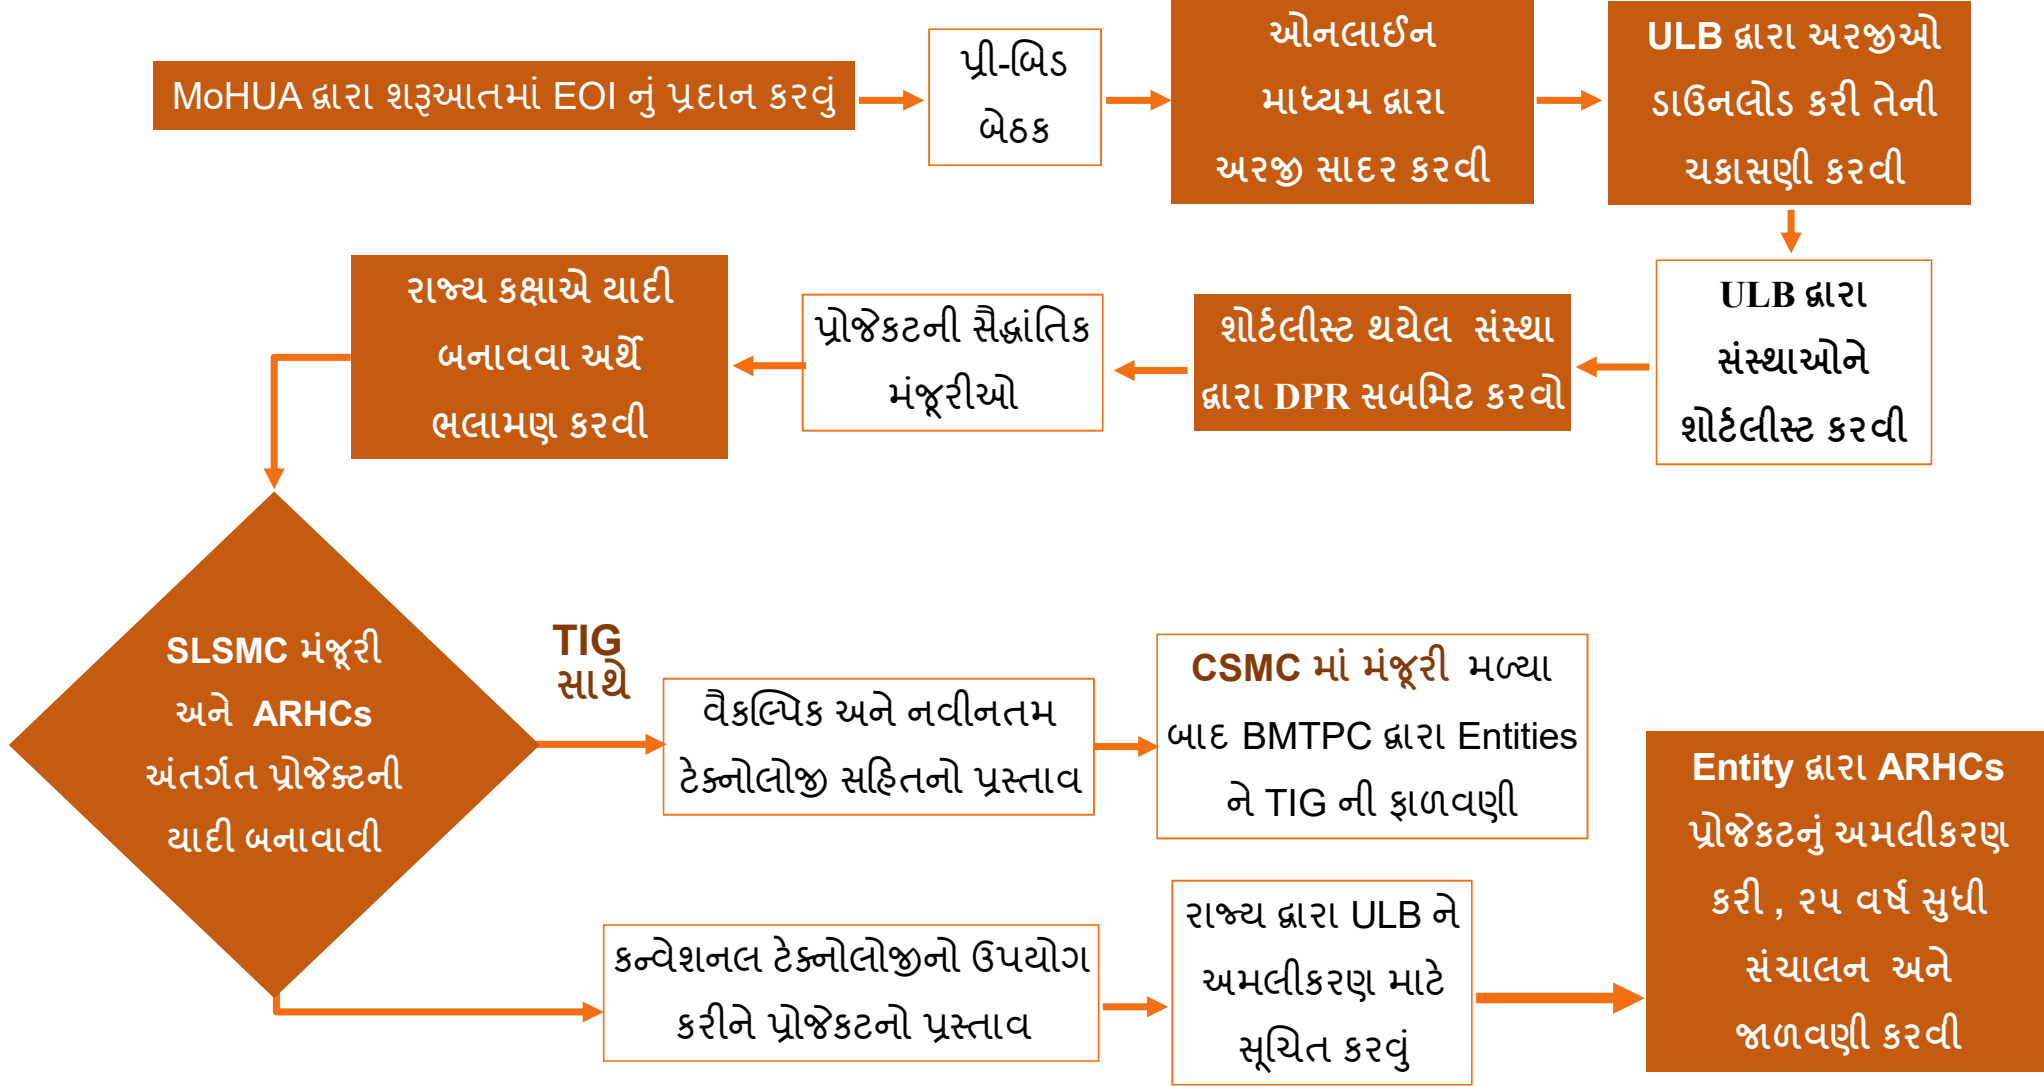 MoHUA દ્વારા શરૂઆતમાં EOI નું પ્રદાન કરવું
પ્રી-બિડ
બેઠક
ઓનલાઈન
માધ્યમ દ્વારા
અરજી સાદર કરવી
ULB દ્વારા અરજીઓ
ડાઉનલોડ કરી તેની
ચકાસણી કરવી
ULB દ્વારા
સંસ્થાઓને
શોર્ટલીસ્ટ કરવી
શોર્ટલીસ્ટ થયેલ સંસ્થા
દ્વારા DPR સબમિટ કરવો
પ્રોજેકટની સૈદ્ધાંતિક
મંજૂરીઓ
રાજ્ય કક્ષાએ યાદી
બનાવવા અર્થે
ભલામણ કરવી
SLSMC મંજૂરી
અને ARHCs
અંતર્ગત પ્રોજેક્ટની
યાદી બનાવાવી
TIG
સાથે
વૈકલ્પિક અને નવીનતમ
ટેક્નોલોજી સહિતનો પ્રસ્તાવ
CSMC માં મંજૂરી મળ્યા
બાદ BMTPC દ્વારા Entities
ને TIG ની ફાળવણી
કન્વેશનલ ટેક્નોલોજીનો ઉપયોગ
કરીને પ્રોજેકટનો પ્રસ્તાવ
રાજ્ય દ્વારા ULB ને
અમલીકરણ માટે
સૂચિત કરવું
Entity દ્વારા ARHCs
પ્રોજેકટનું અમલીકરણ
કરી , ૨૫ વર્ષ સુધી
સંચાલન અને
જાળવણી કરવી